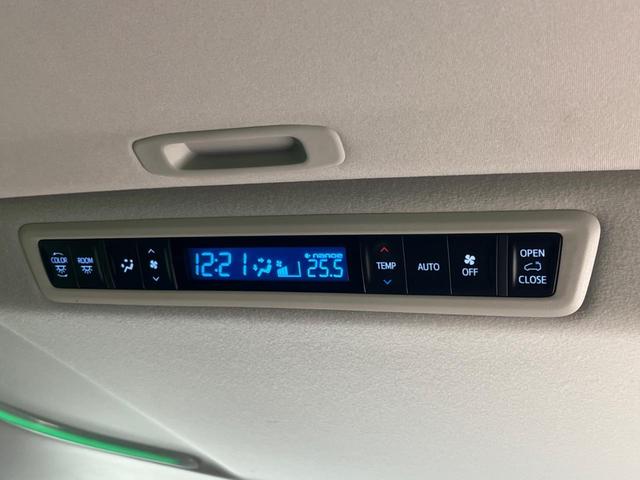 COLOR
ROOM
12:21
nanoe
25.5
TEMP
AUTO
OFF
OPEN
CLOSE